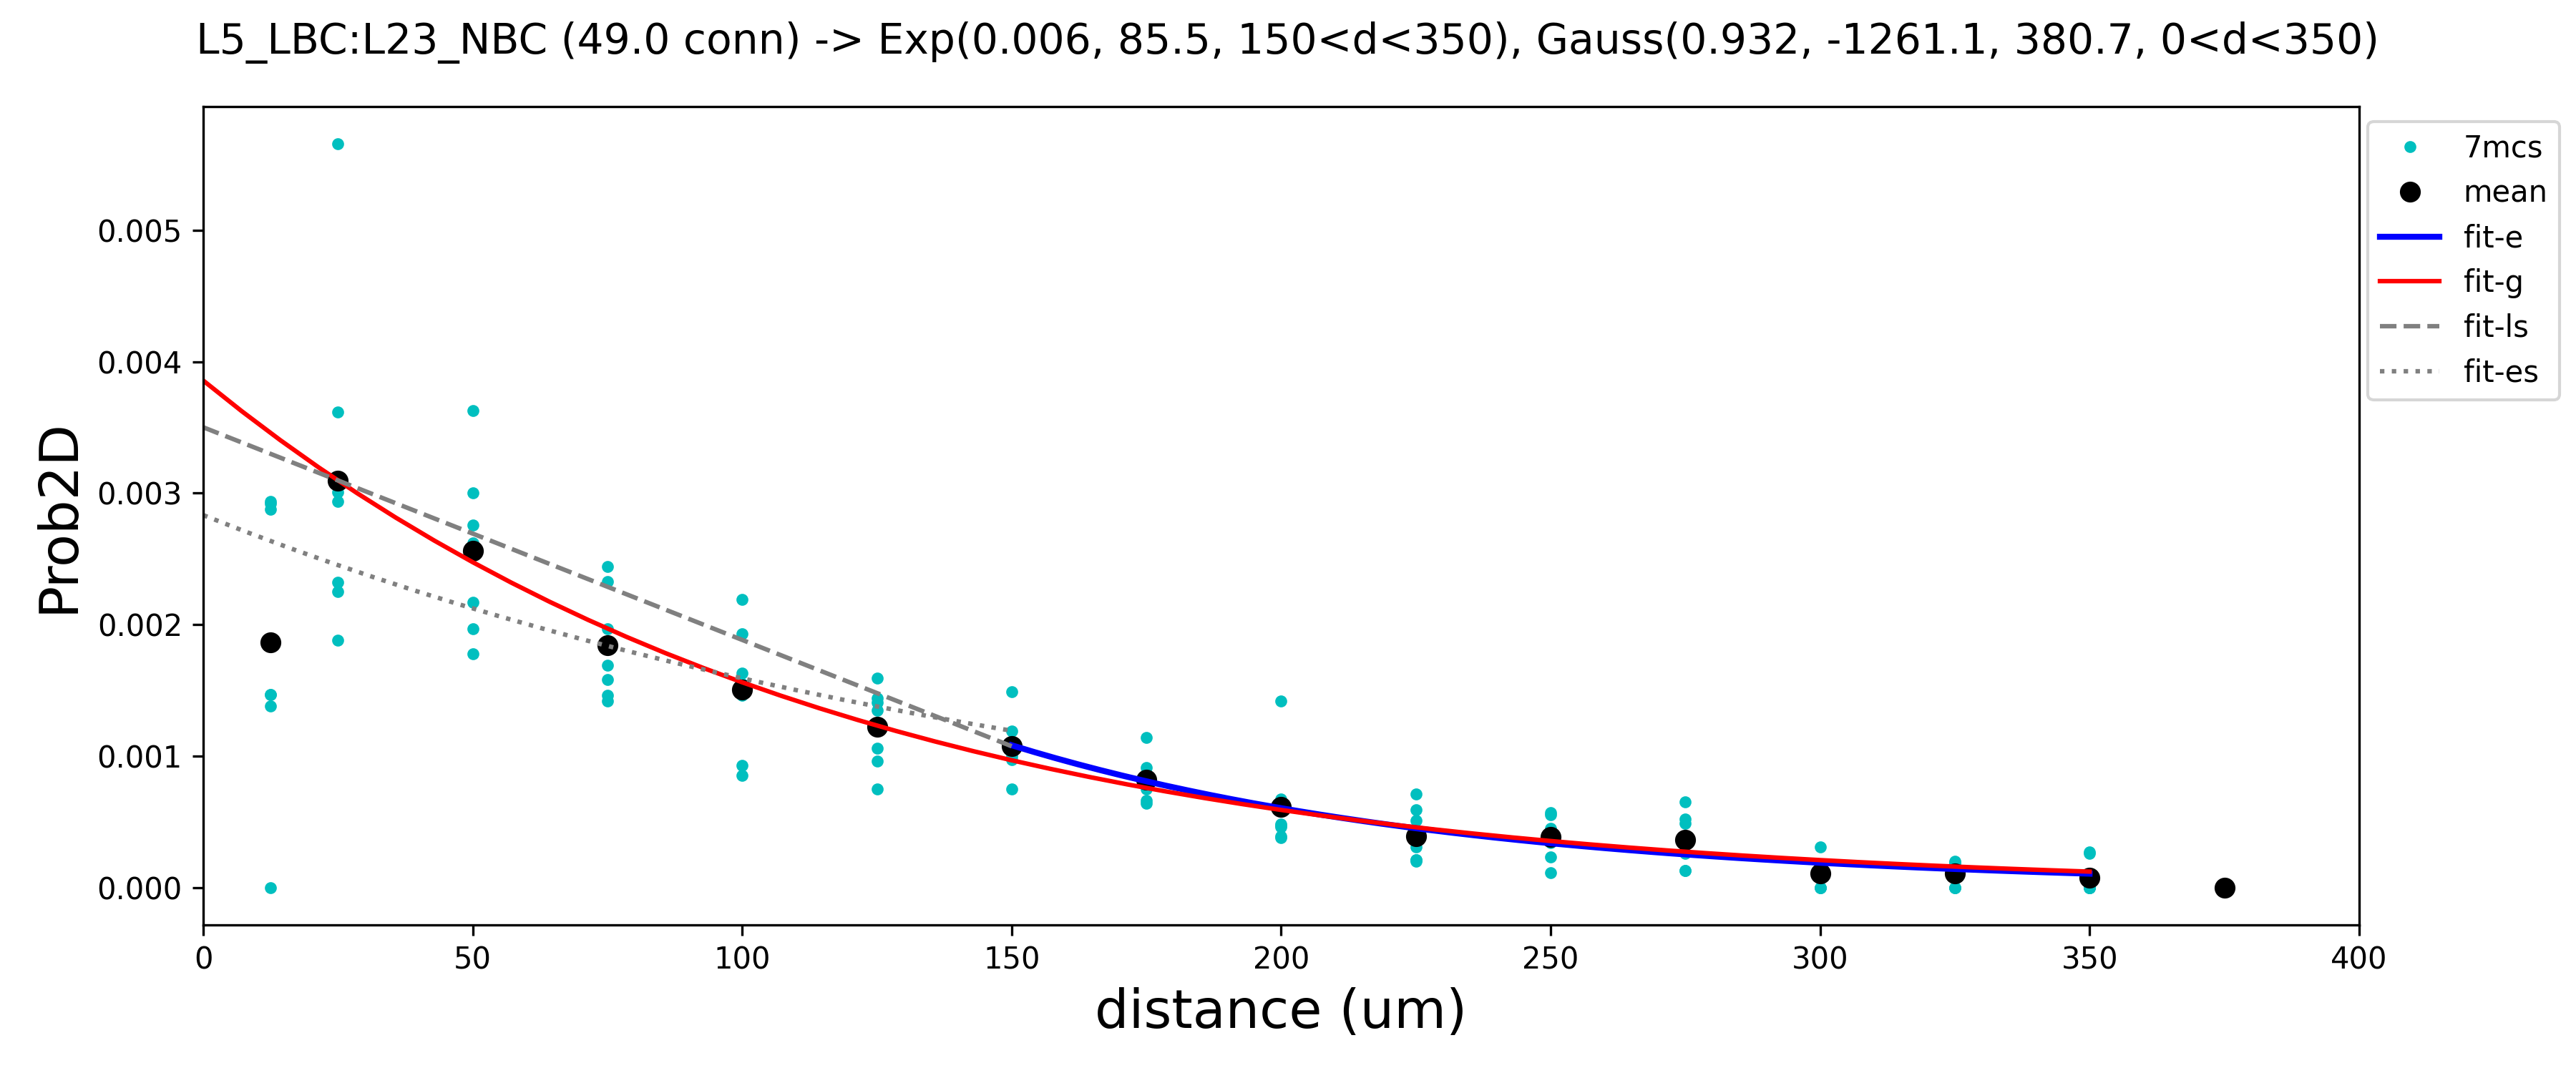 L5_LBC:L23_NBC (49.0 conn) -> Exp(0.006, 85.5, 150<d<350), Gauss(0.932, -1261.1, 380.7, 0<d<350)
7mcs
mean
fit-e
fit-g
fit-ls
fit-es
Prob2D
0.005
0.004
0.003
0.002
0.001
0.000
0 50 100 150 200 250 300 350 400
distance (um)